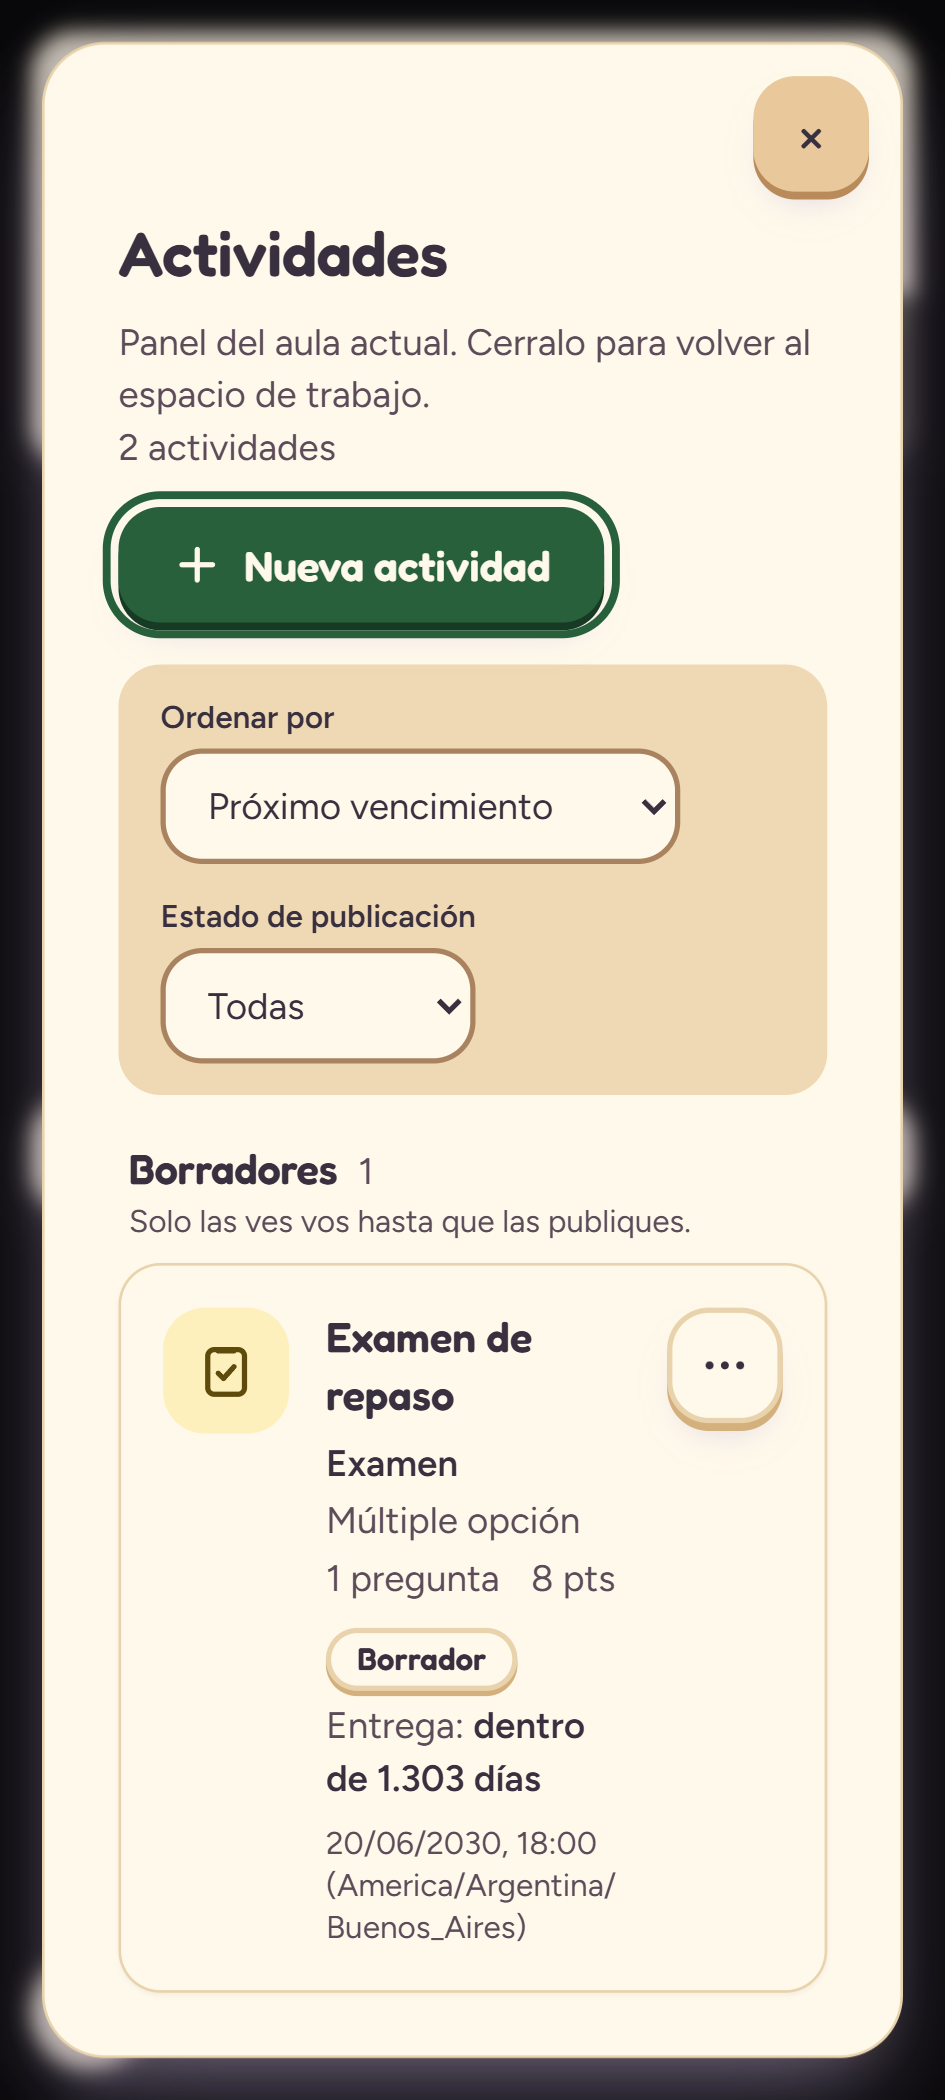 Actividades
Panel del aula actual. Cerralo para volver al
espacio de trabajo.
2 actividades
+ Nueva actividad
Ordenar por
Próximo vencimiento
Estado de publicación
Todas
Borradores 1
Solo las ves vos hasta que las publiques.
Examen de
repaso
Examen
Múltiple opción
1 pregunta 8 pts
Borrador
Entrega: dentro
de 1.303 días
20/06/2030, 18:00
(America/Argentina/
Buenos_Aires)